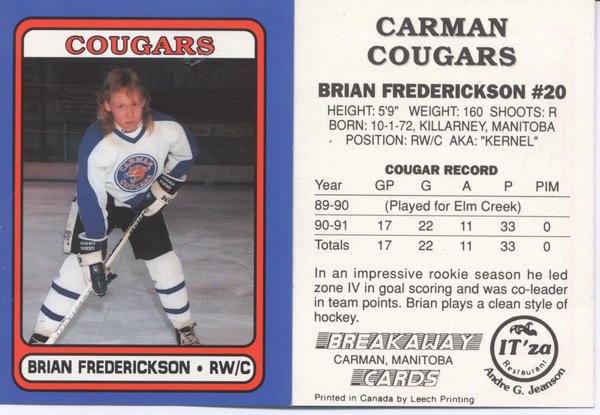 COUGARS
CARMAN
COUGARS
BRIAN FREDERICKSON • RW/C
CARMAN
COUGARS
BRIAN FREDERICKSON #20
HEIGHT: 5'9" WEIGHT: 160 SHOOTS: R
BORN: 10-1-72, KILLARNEY, MANITOBA
POSITION: RW/C AKA: "KERNEL"
COUGAR RECORD
Year GP G A P PIM
89-90 (Played for Elm Creek)
90-91 17 22 11 33 0
Totals 17 22 11 33 0
In an impressive rookie season he led
zone IV in goal scoring and was co-leader
in team points. Brian plays a clean style of
hockey.
BREAKAWAY
CARMAN, MANITOBA
CARDS
IT'za
Restaurant
Andre G. Jeanson
Printed in Canada by Leech Printing